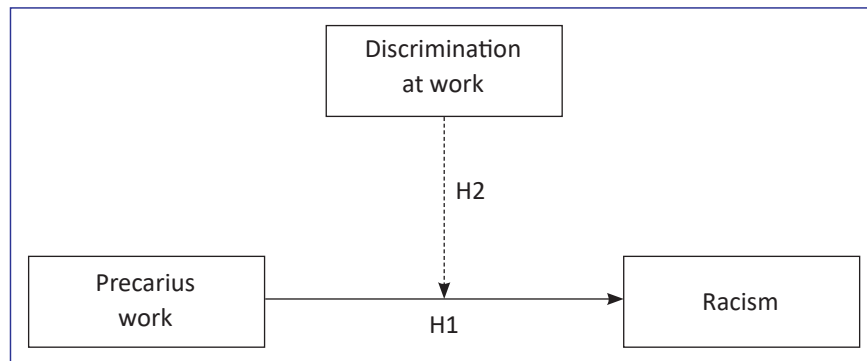 Discrimination
at work
H2
Precarius
work
H1
Racism